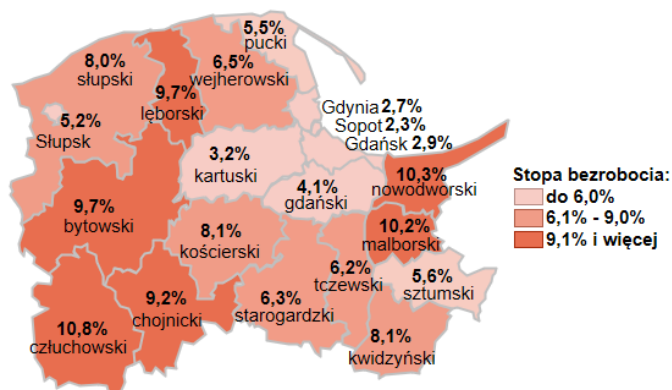 5,5%
pucki
8,0%
słupski
6,5%
wejherowski
9,7%
lęborski
5,2%
Słupsk
Gdynia 2,7%
Sopot 2,3%
Gdańsk 2,9%
3,2%
kartuski
4,1%
gdański
10,3%
nowodworski
Stopa bezrobocia:
do 6,0%
6,1% - 9,0%
9,1% i więcej
9,7%
bytowski
8,1%
kościerski
10,2%
malborski
6,2%
tczewski
5,6%
sztumski
9,2%
chojnicki
6,3%
starogardzki
10,8%
człuchowski
8,1%
kwidzyński